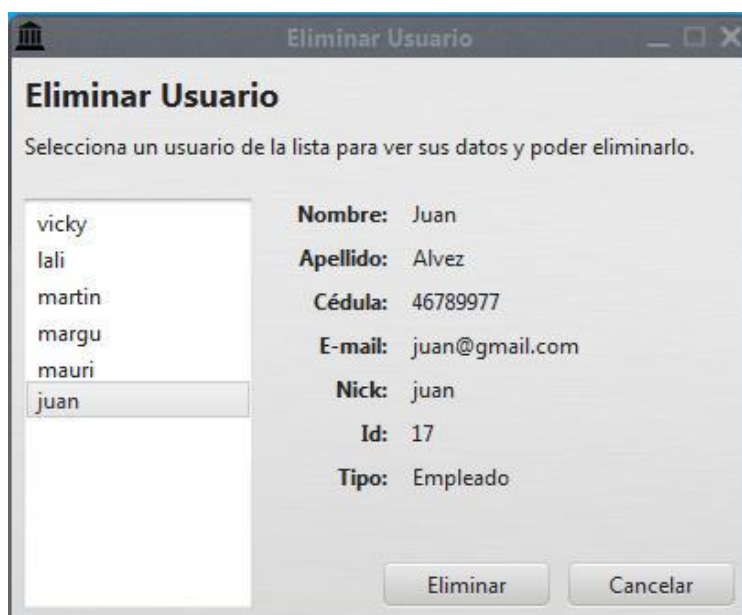 Eliminar Usuario
Eliminar Usuario
Selecciona un usuario de la lista para ver sus datos y poder eliminarlo.
vicky
lali
martin
margu
mauri
juan
Nombre: Juan
Apellido: Alvez
Cédula: 46789977
E-mail: juan@gmail.com
Nick: juan
Id: 17
Tipo: Empleado
Eliminar
Cancelar